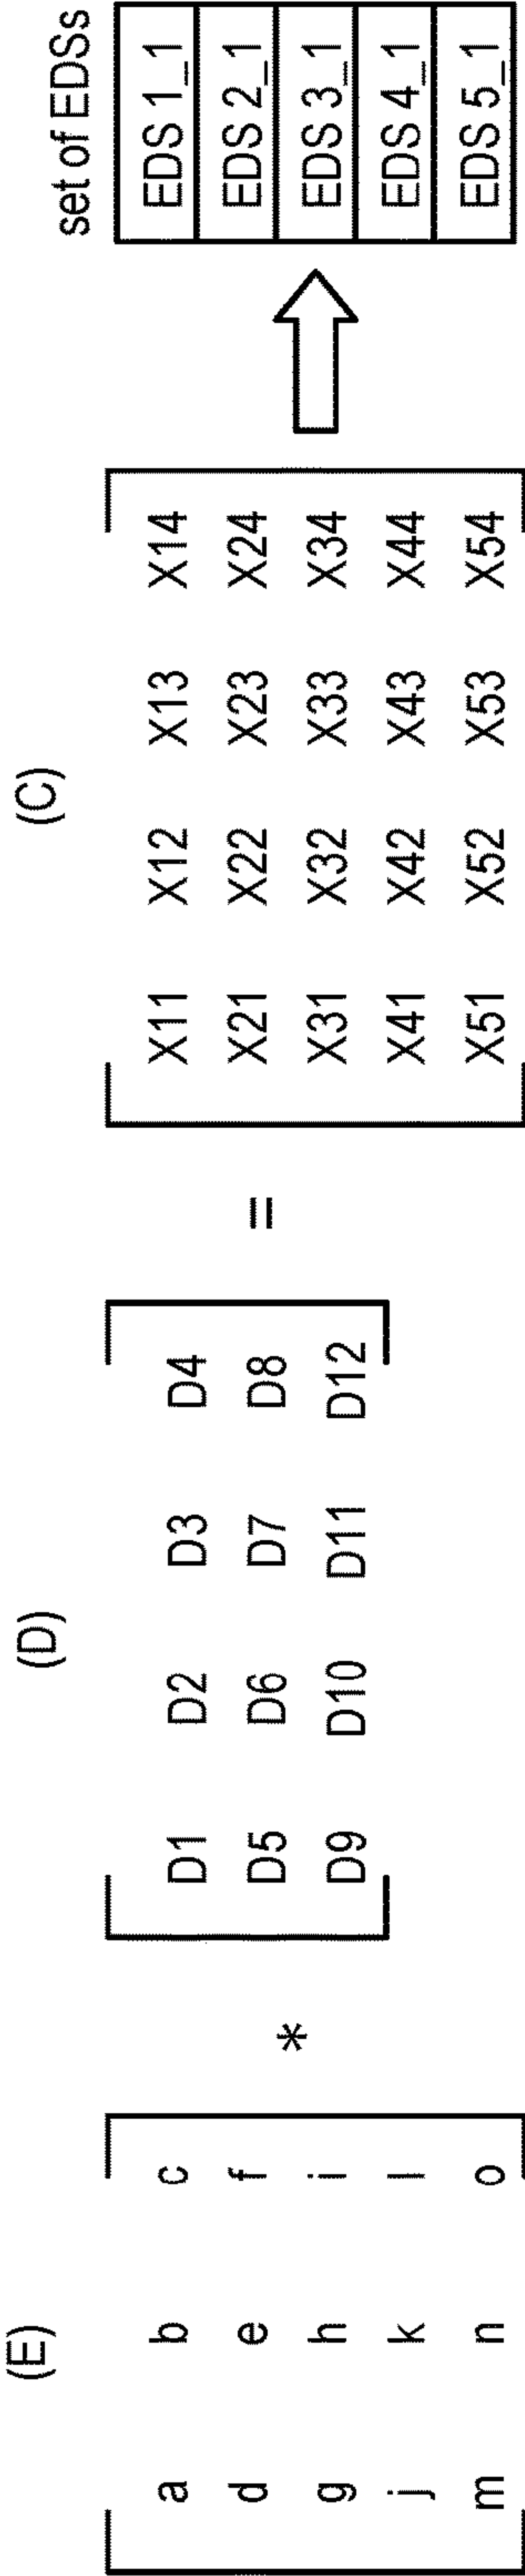 (E) (D) (C) set of EDSs
a b c D1 D2 D3 D4 X11 X12 X13 X14 EDS 1_1
d e f * D5 D6 D7 D8 = X21 X22 X23 X24 EDS 2_1
g h i D9 D10 D11 D12 X31 X32 X33 X34 EDS 3_1
j k l X41 X42 X43 X44 EDS 4_1
m n o X51 X52 X53 X54 EDS 5_1